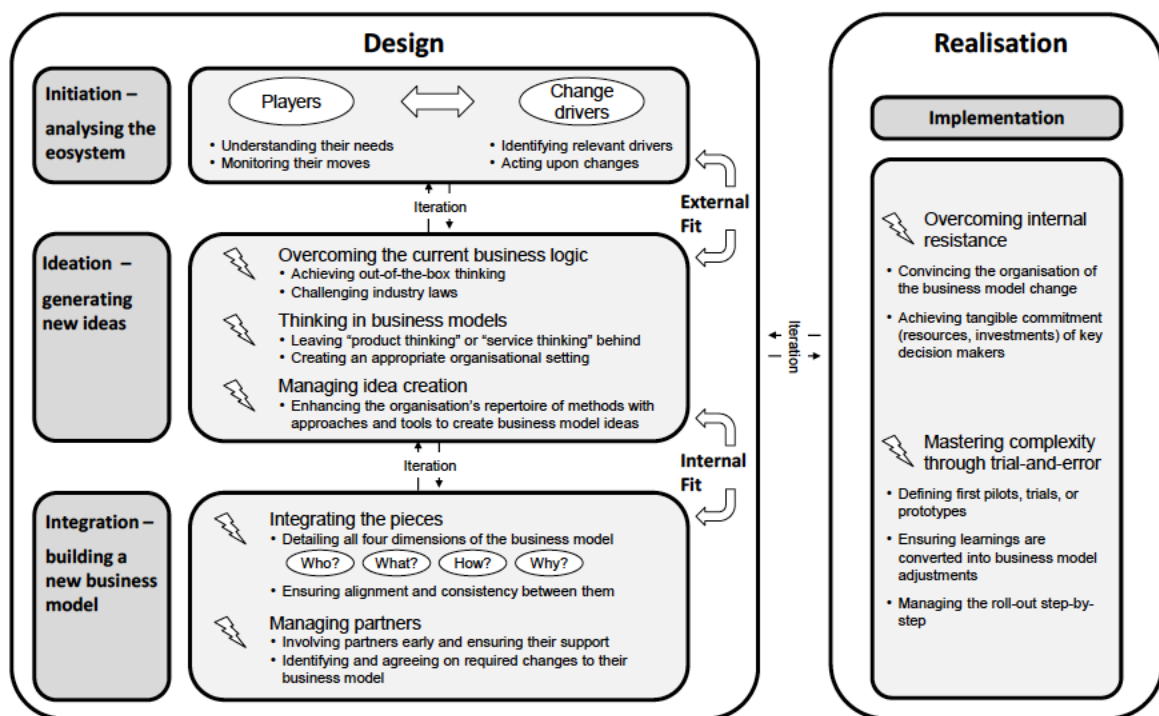 Design
Initiation –
analysing the
eosystem
Players
Change
drivers
• Understanding their needs
• Monitoring their moves
• Identifying relevant drivers
• Acting upon changes
Iteration
External
Fit
Ideation –
generating
new ideas
Overcoming the current business logic
• Achieving out-of-the-box thinking
• Challenging industry laws
Thinking in business models
• Leaving “product thinking” or “service thinking” behind
• Creating an appropriate organisational setting
Managing idea creation
• Enhancing the organisation’s repertoire of methods with
approaches and tools to create business model ideas
Iteration
Internal
Fit
Integration –
building a
new business
model
Integrating the pieces
• Detailing all four dimensions of the business model
Who? What? How? Why?
• Ensuring alignment and consistency between them
Managing partners
• Involving partners early and ensuring their support
• Identifying and agreeing on required changes to their
business model
Iteration
Realisation
Implementation
Overcoming internal
resistance
• Convincing the organisation of
the business model change
• Achieving tangible commitment
(resources, investments) of key
decision makers
Mastering complexity
through trial-and-error
• Defining first pilots, trials, or
prototypes
• Ensuring learnings are
converted into business model
adjustments
• Managing the roll-out step-by-
step